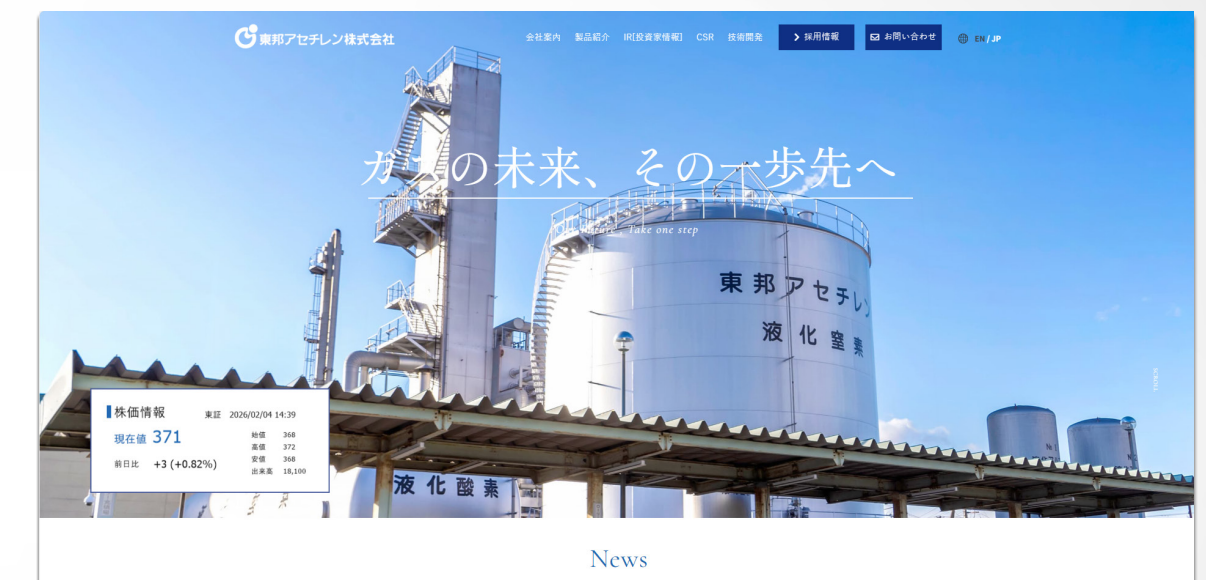 東邦アセチレン株式会社
会社案内 製品紹介 IR[投資家情報] CSR 技術開発 採用情報 お問い合わせ EN / JP
ガスの未来、その一歩先へ
Future . Take one step
東邦アセチレン
液化窒素
株価情報 東証 2026/02/04 14:39
現在値 371
前日比 +3 (+0.82%)
始値 368
高値 372
安値 368
出来高 18,100
液化酸素
News